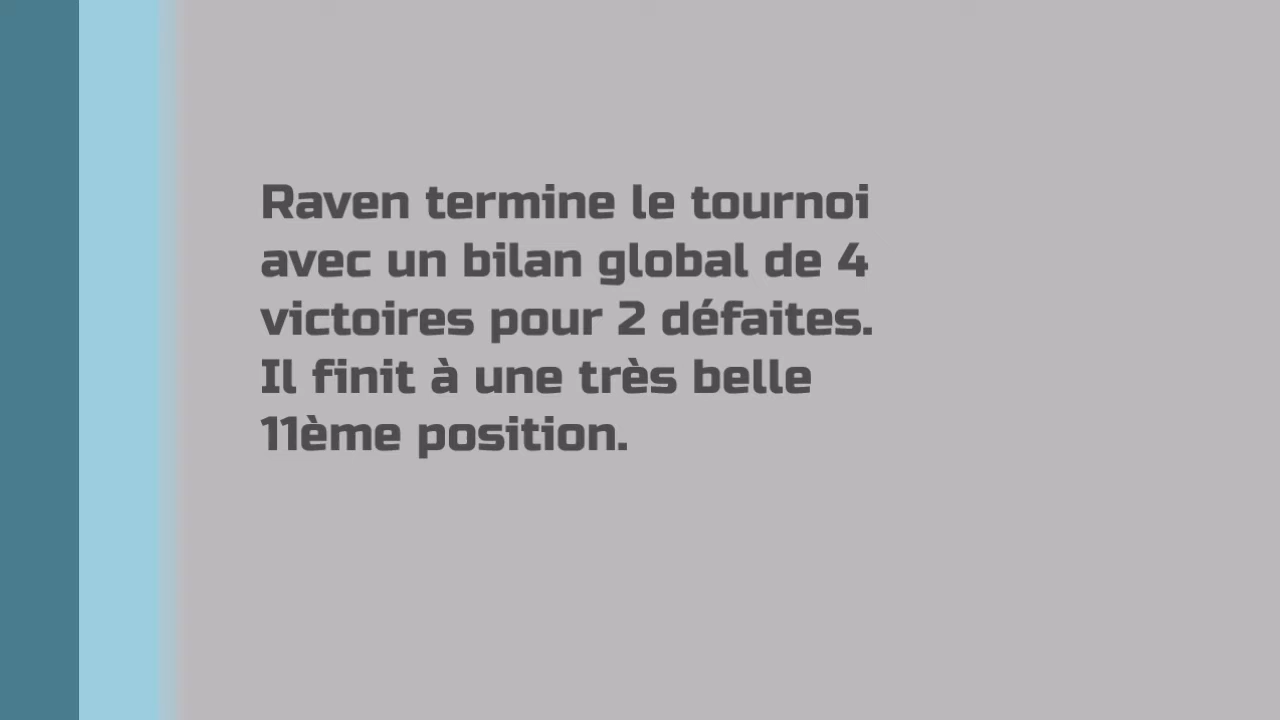 Raven termine le tournoi
avec un bilan global de 4
victoires pour 2 défaites.
Il finit à une très belle
11ème position.